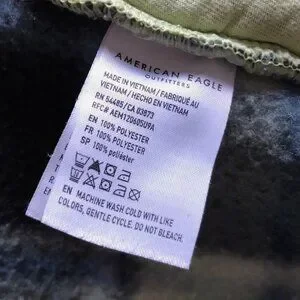 AMERICAN EAGLE
OUTFITTERS
MADE IN VIETNAM / FABRIQUÉ AU
VIETNAM / HECHO EN VIETNAM
RN 54485/CA 03873
EN 100% POLYESTER
FR 100% POLYESTER
SP 100% poliéster
EN MACHINE WASH COLD WITH LIKE
COLORS, GENTLE CYCLE. DO NOT BLEACH.